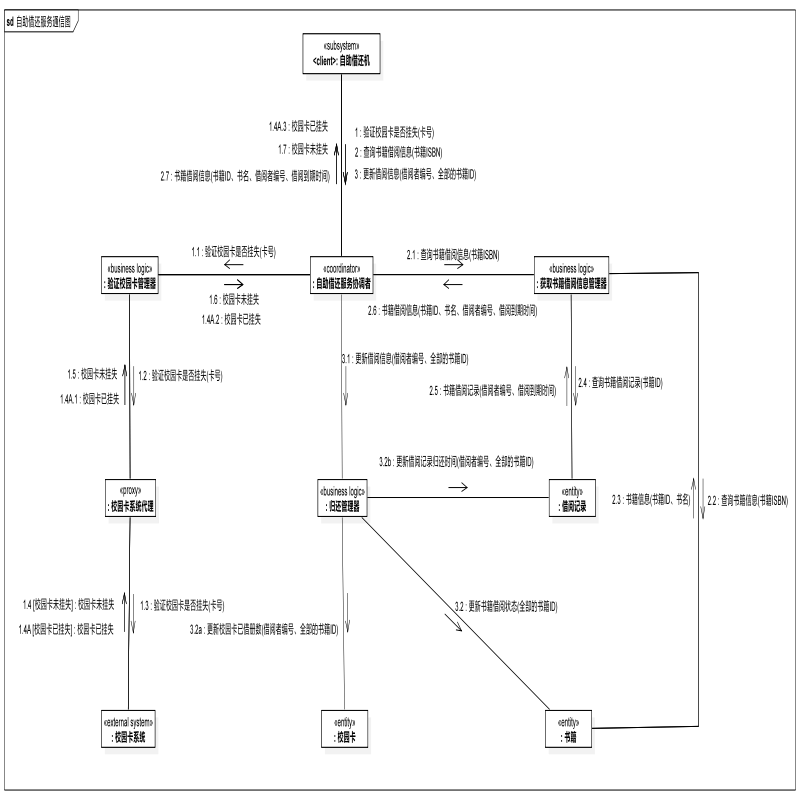 sd 自助借还服务通信图
«subsystem»
<client>: 自助借还机
1.4A.3 : 校园卡已挂失
1 : 验证校园卡是否挂失(卡号)
1.7 : 校园卡未挂失
2 : 查询书籍借阅信息(书籍ISBN)
2.7 : 书籍借阅信息(书籍ID、书名、借阅者编号、借阅到期时间)
3 : 更新借阅信息(借阅者编号、全部的书籍ID)
1.1 : 验证校园卡是否挂失(卡号)
2.1 : 查询书籍借阅信息(书籍ISBN)
«business logic»
: 验证校园卡管理器
«coordinator»
: 自助借还服务协调者
«business logic»
: 获取书籍借阅信息管理器
1.6 : 校园卡未挂失
1.4A.2 : 校园卡已挂失
2.6 : 书籍借阅信息(书籍ID、书名、借阅者编号、借阅到期时间)
3.1 : 更新借阅信息(借阅者编号、全部的书籍ID)
1.5 : 校园卡未挂失
1.2 : 验证校园卡是否挂失(卡号)
1.4A.1 : 校园卡已挂失
2.5 : 书籍借阅记录(借阅者编号、借阅到期时间)
2.4 : 查询书籍借阅记录(书籍ID)
3.2b : 更新借阅记录归还时间(借阅者编号、全部的书籍ID)
«proxy»
: 校园卡系统代理
«business logic»
: 归还管理器
«entity»
: 借阅记录
2.3 : 书籍信息(书籍ID、书名)
2.2 : 查询书籍信息(书籍ISBN)
1.4 [校园卡未挂失] : 校园卡未挂失
1.3 : 验证校园卡是否挂失(卡号)
1.4A [校园卡已挂失] : 校园卡已挂失
3.2a : 更新校园卡已借册数(借阅者编号、全部的书籍ID)
3.2 : 更新书籍借阅状态(全部的书籍ID)
«external system»
: 校园卡系统
«entity»
: 校园卡
«entity»
: 书籍